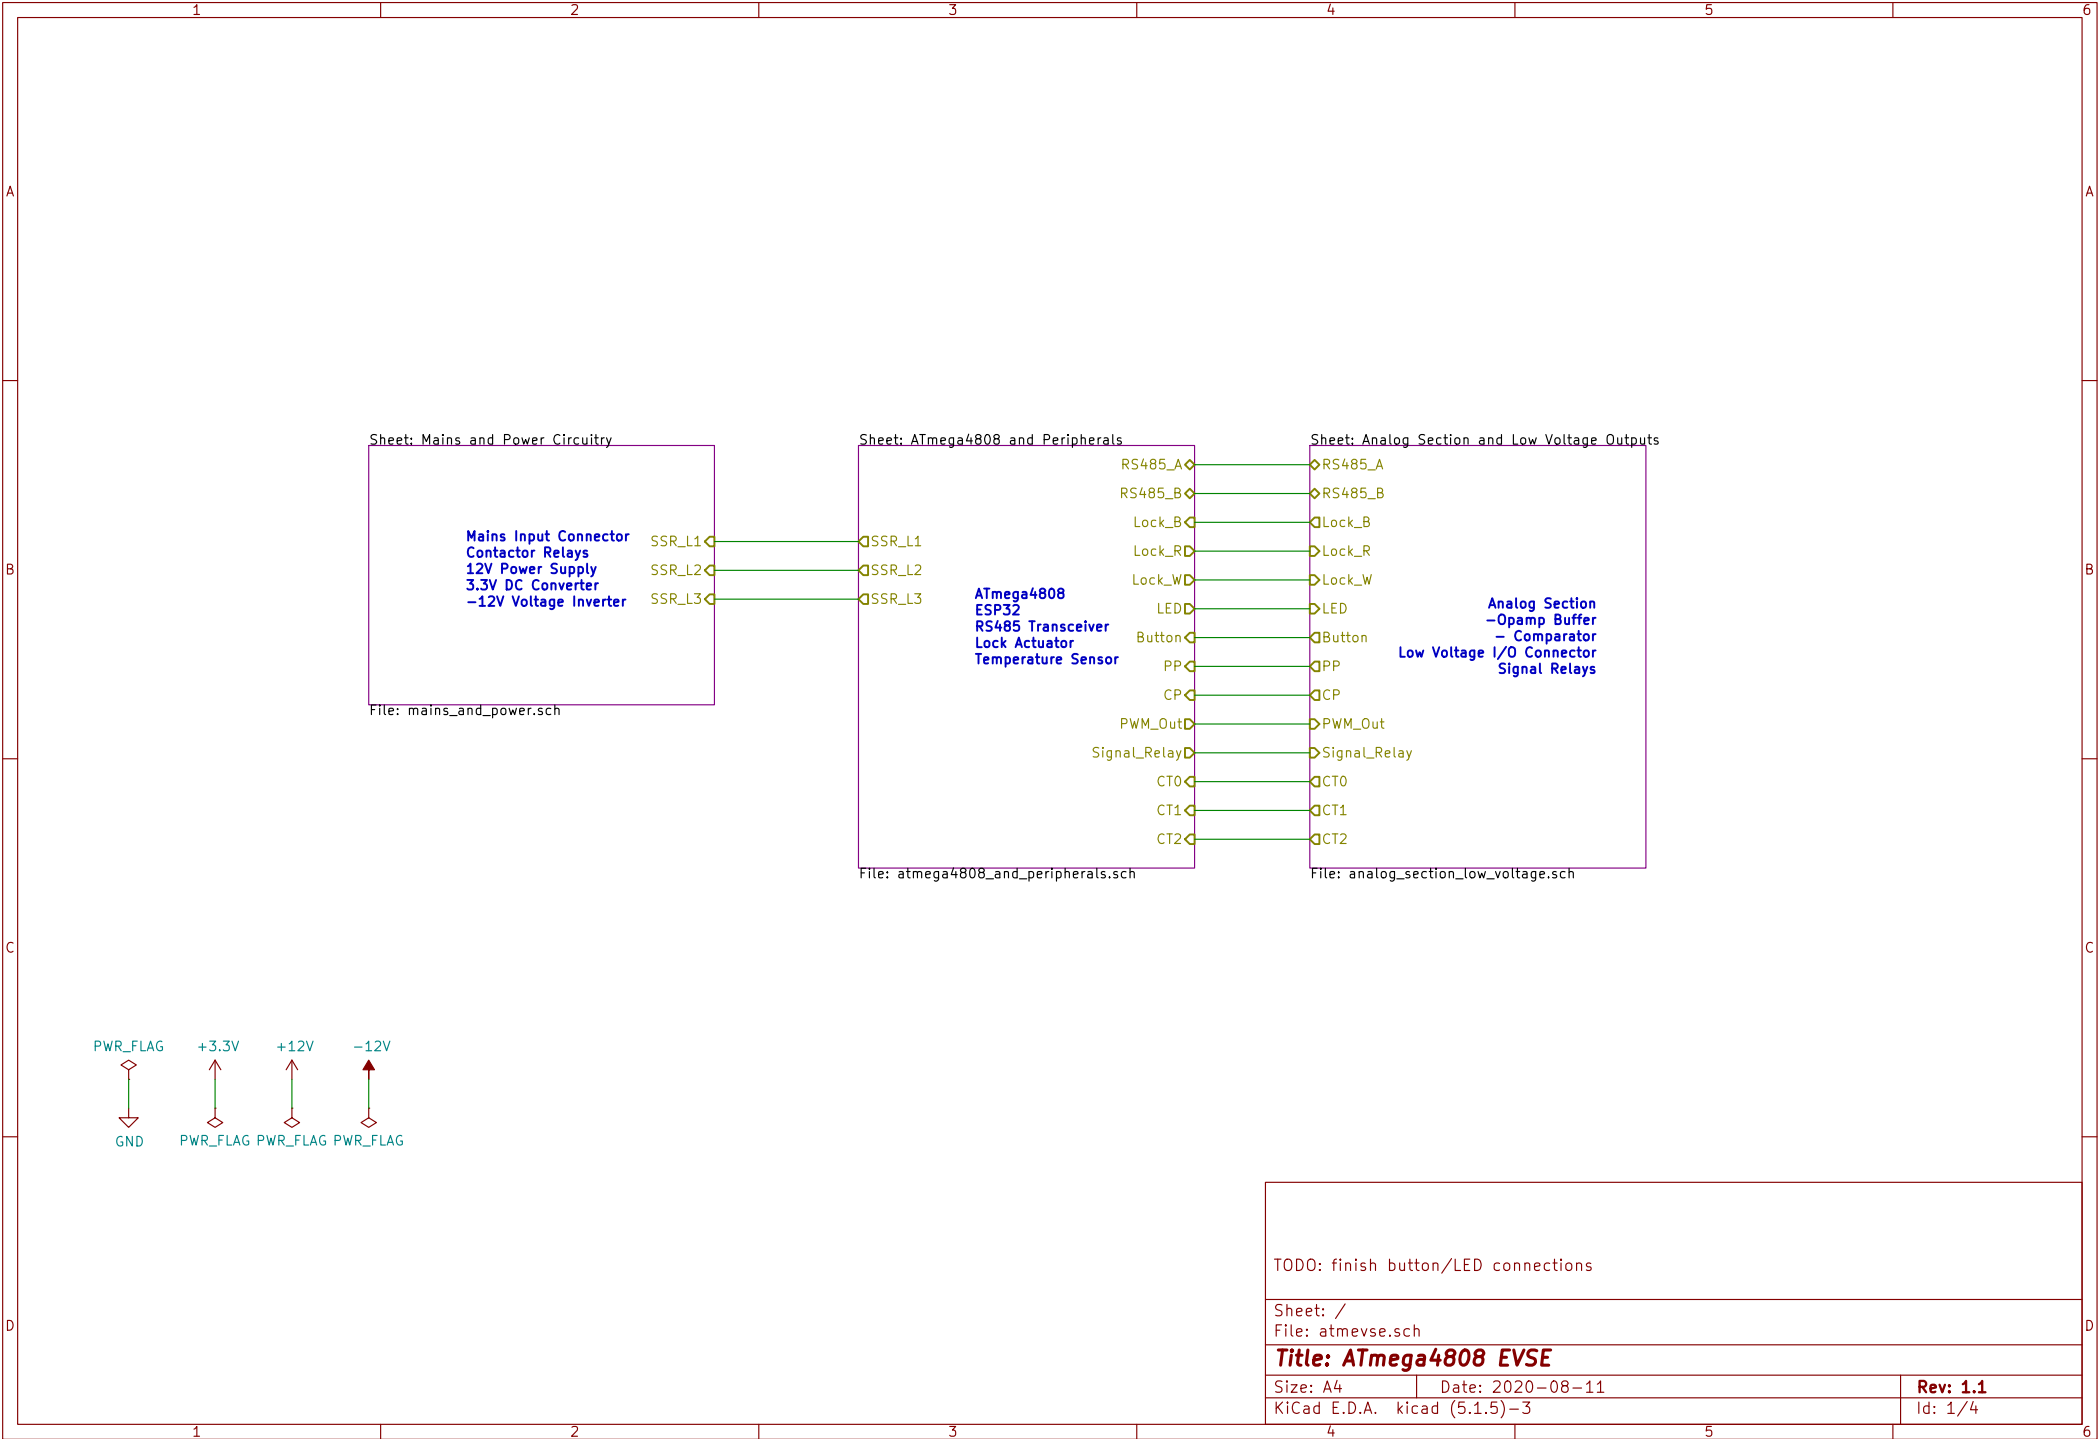 1 2 3 4 5 6
A A
B B
C C
D D
Sheet: Mains and Power Circuitry
Mains Input Connector
Contactor Relays
12V Power Supply
3.3V DC Converter
-12V Voltage Inverter
SSR_L1
SSR_L2
SSR_L3
File: mains_and_power.sch
Sheet: ATmega4808 and Peripherals
SSR_L1
SSR_L2
SSR_L3
ATmega4808
ESP32
RS485 Transceiver
Lock Actuator
Temperature Sensor
RS485_A
RS485_B
Lock_B
Lock_R
Lock_W
LED
Button
PP
CP
PWM_Out
Signal_Relay
CT0
CT1
CT2
File: atmega4808_and_peripherals.sch
Sheet: Analog Section and Low Voltage Outputs
RS485_A
RS485_B
Lock_B
Lock_R
Lock_W
LED
Button
PP
CP
PWM_Out
Signal_Relay
CT0
CT1
CT2
Analog Section
-Opamp Buffer
- Comparator
Low Voltage I/O Connector
Signal Relays
File: analog_section_low_voltage.sch
PWR_FLAG +3.3V +12V -12V
GND PWR_FLAG PWR_FLAG PWR_FLAG
TODO: finish button/LED connections
Sheet: /
File: atmevse.sch
Title: ATmega4808 EVSE
Size: A4 Date: 2020-08-11 Rev: 1.1
KiCad E.D.A. kicad (5.1.5)-3 Id: 1/4
1 2 3 4 5 6